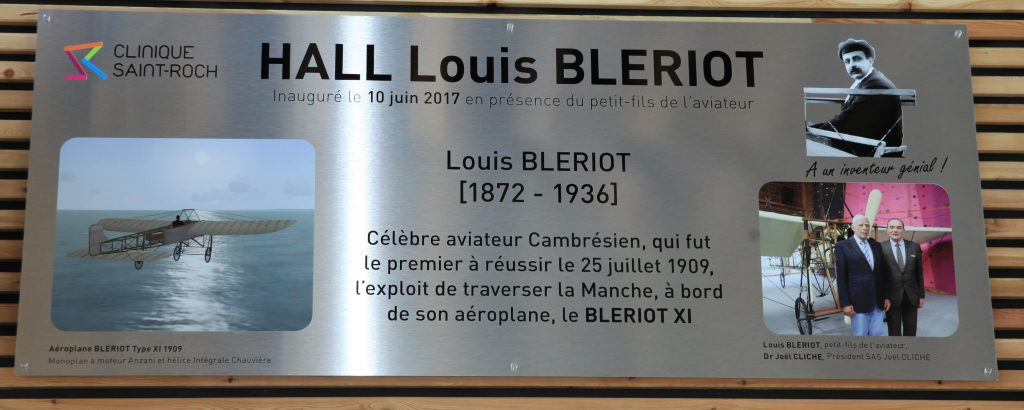 CLINIQUE
SAINT-ROCH
HALL Louis BLERIOT
Inauguré le 10 juin 2017 en présence du petit-fils de l'aviateur
A un inventeur génial !
Louis BLERIOT
[1872 - 1936]
Célèbre aviateur Cambrésien, qui fut
le premier à réussir le 25 juillet 1909,
l'exploit de traverser la Manche, à bord
de son aéroplane, le BLERIOT XI
Aéroplane BLERIOT Type XI 1909
Monoplan à moteur Anzani et hélice Intégrale Chauvière
Louis BLERIOT, petit-fils de l'aviateur,
Dr Joël CLICHE, Président SAS Joël CLICHE